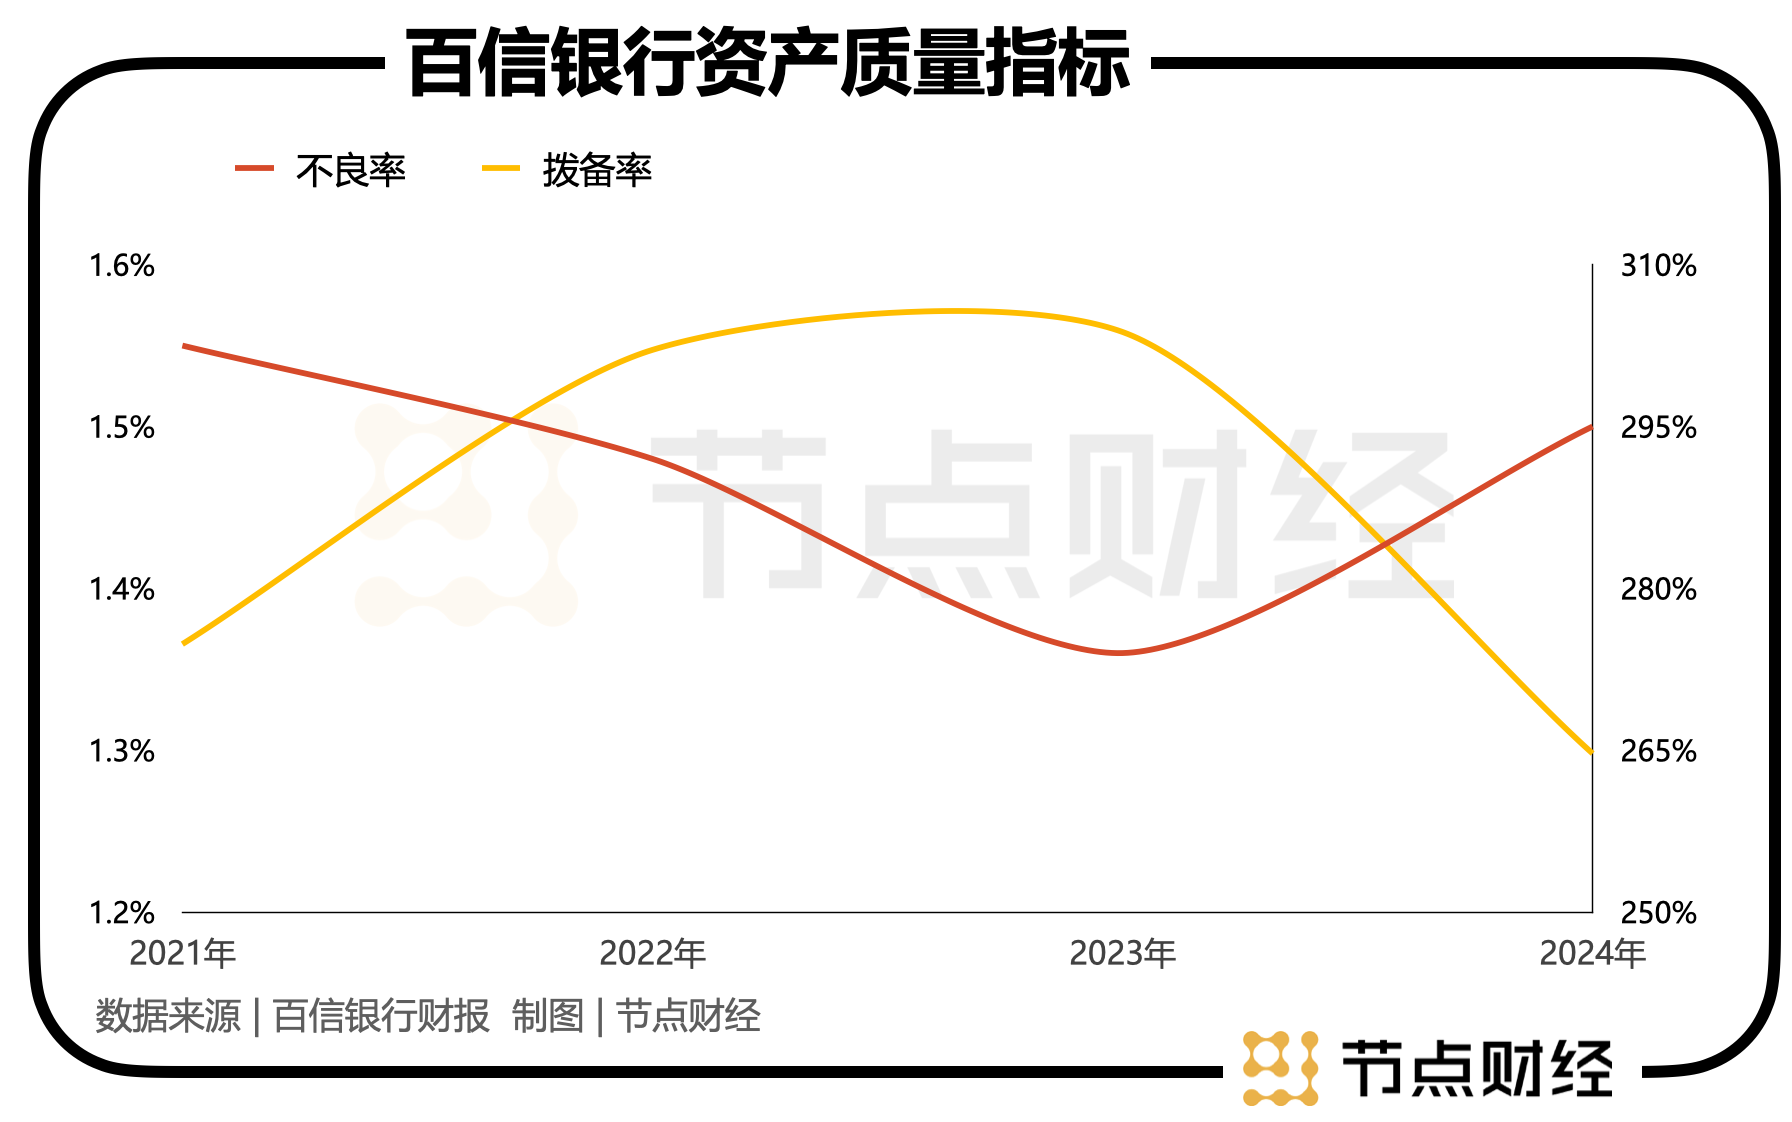 百信银行资产质量指标
不良率 拨备率
1.6% 310%
1.5% 295%
1.4% 280%
1.3% 265%
1.2% 250%
2021年 2022年 2023年 2024年
节点财经
数据来源 | 百信银行财报 制图 | 节点财经
节点财经